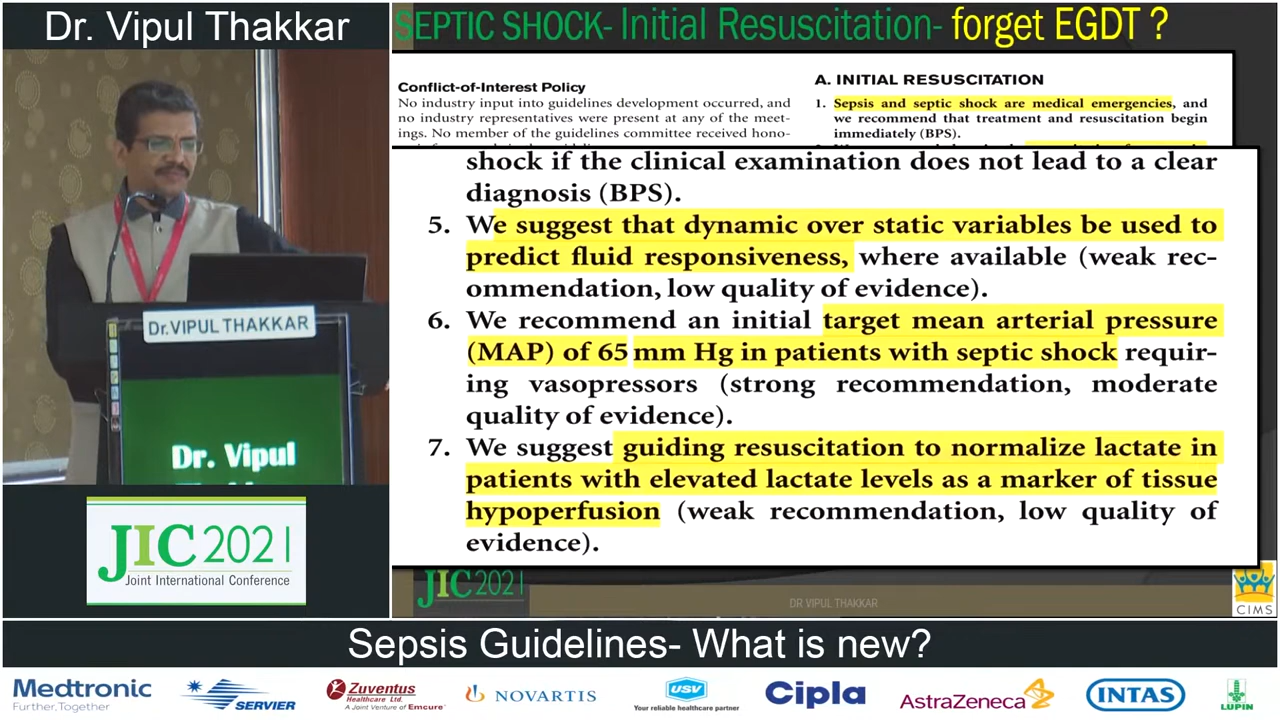 Dr. Vipul Thakkar
SEPTIC SHOCK- Initial Resuscitation- forget EGDT ?
Conflict-of-Interest Policy
No industry input into guidelines development occurred, and
no industry representatives were present at any of the meet-
ings. No member of the guidelines committee received hono-
A. INITIAL RESUSCITATION
1. Sepsis and septic shock are medical emergencies, and
we recommend that treatment and resuscitation begin
immediately (BPS).
shock if the clinical examination does not lead to a clear
diagnosis (BPS).
5. We suggest that dynamic over static variables be used to
predict fluid responsiveness, where available (weak rec-
ommendation, low quality of evidence).
6. We recommend an initial target mean arterial pressure
(MAP) of 65 mm Hg in patients with septic shock requir-
ing vasopressors (strong recommendation, moderate
quality of evidence).
7. We suggest guiding resuscitation to normalize lactate in
patients with elevated lactate levels as a marker of tissue
hypoperfusion (weak recommendation, low quality of
evidence).
Dr.VIPUL THAKKAR
Dr. Vipul
JIC 2021
Joint International Conference
JIC 2021
DR VIPUL THAKKAR
CIMS
Sepsis Guidelines- What is new?
Medtronic
Further,Together
SERVIER
Zuventus
Healthcare Ltd.
A Joint Venture of Emcure
NOVARTIS
USV
Your reliable healthcare partner
Cipla
AstraZeneca
INTAS
LUPIN